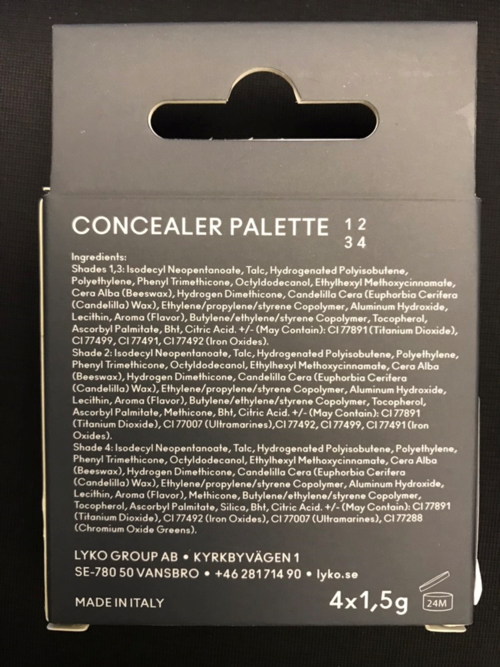 CONCEALER PALETTE 1 2
3 4
Ingredients:
Shades 1,3: Isodecyl Neopentanoate, Talc, Hydrogenated Polyisobutene,
Polyethylene, Phenyl Trimethicone, Octyldodecanol, Ethylhexyl Methoxycinnamate,
Cera Alba (Beeswax), Hydrogen Dimethicone, Candelilla Cera (Euphorbia Cerifera
(Candelilla) Wax), Ethylene/propylene/styrene Copolymer, Aluminum Hydroxide,
Lecithin, Aroma (Flavor), Butylene/ethylene/styrene Copolymer, Tocopherol,
Ascorbyl Palmitate, Bht, Citric Acid. +/- (May Contain): CI 77891 (Titanium Dioxide),
CI 77499, CI 77491, CI 77492 (Iron Oxides).
Shade 2: Isodecyl Neopentanoate, Talc, Hydrogenated Polyisobutene, Polyethylene,
Phenyl Trimethicone, Octyldodecanol, Ethylhexyl Methoxycinnamate, Cera Alba
(Beeswax), Hydrogen Dimethicone, Candelilla Cera (Euphorbia Cerifera
(Candelilla) Wax), Ethylene/propylene/styrene Copolymer, Aluminum Hydroxide,
Lecithin, Aroma (Flavor), Butylene/ethylene/styrene Copolymer, Tocopherol,
Ascorbyl Palmitate, Methicone, Bht, Citric Acid. +/- (May Contain): CI 77891
(Titanium Dioxide), CI 77007 (Ultramarines),CI 77492, CI 77499, CI 77491 (Iron
Oxides).
Shade 4: Isodecyl Neopentanoate, Talc, Hydrogenated Polyisobutene, Polyethylene,
Phenyl Trimethicone, Octyldodecanol, Ethylhexyl Methoxycinnamate, Cera Alba
(Beeswax), Hydrogen Dimethicone, Candelilla Cera (Euphorbia Cerifera
(Candelilla) Wax), Ethylene/propylene/styrene Copolymer, Aluminum Hydroxide,
Lecithin, Aroma (Flavor), Methicone, Butylene/ethylene/styrene Copolymer,
Tocopherol, Ascorbyl Palmitate, Silica, Bht, Citric Acid. +/- (May Contain): CI 77891
(Titanium Dioxide), CI 77492 (Iron Oxides), CI 77007 (Ultramarines), CI 77288
(Chromium Oxide Greens).
LYKO GROUP AB • KYRKBYVÄGEN 1
SE-780 50 VANSBRO • +46 281 714 90 • lyko.se
MADE IN ITALY 4x1,5g 24M